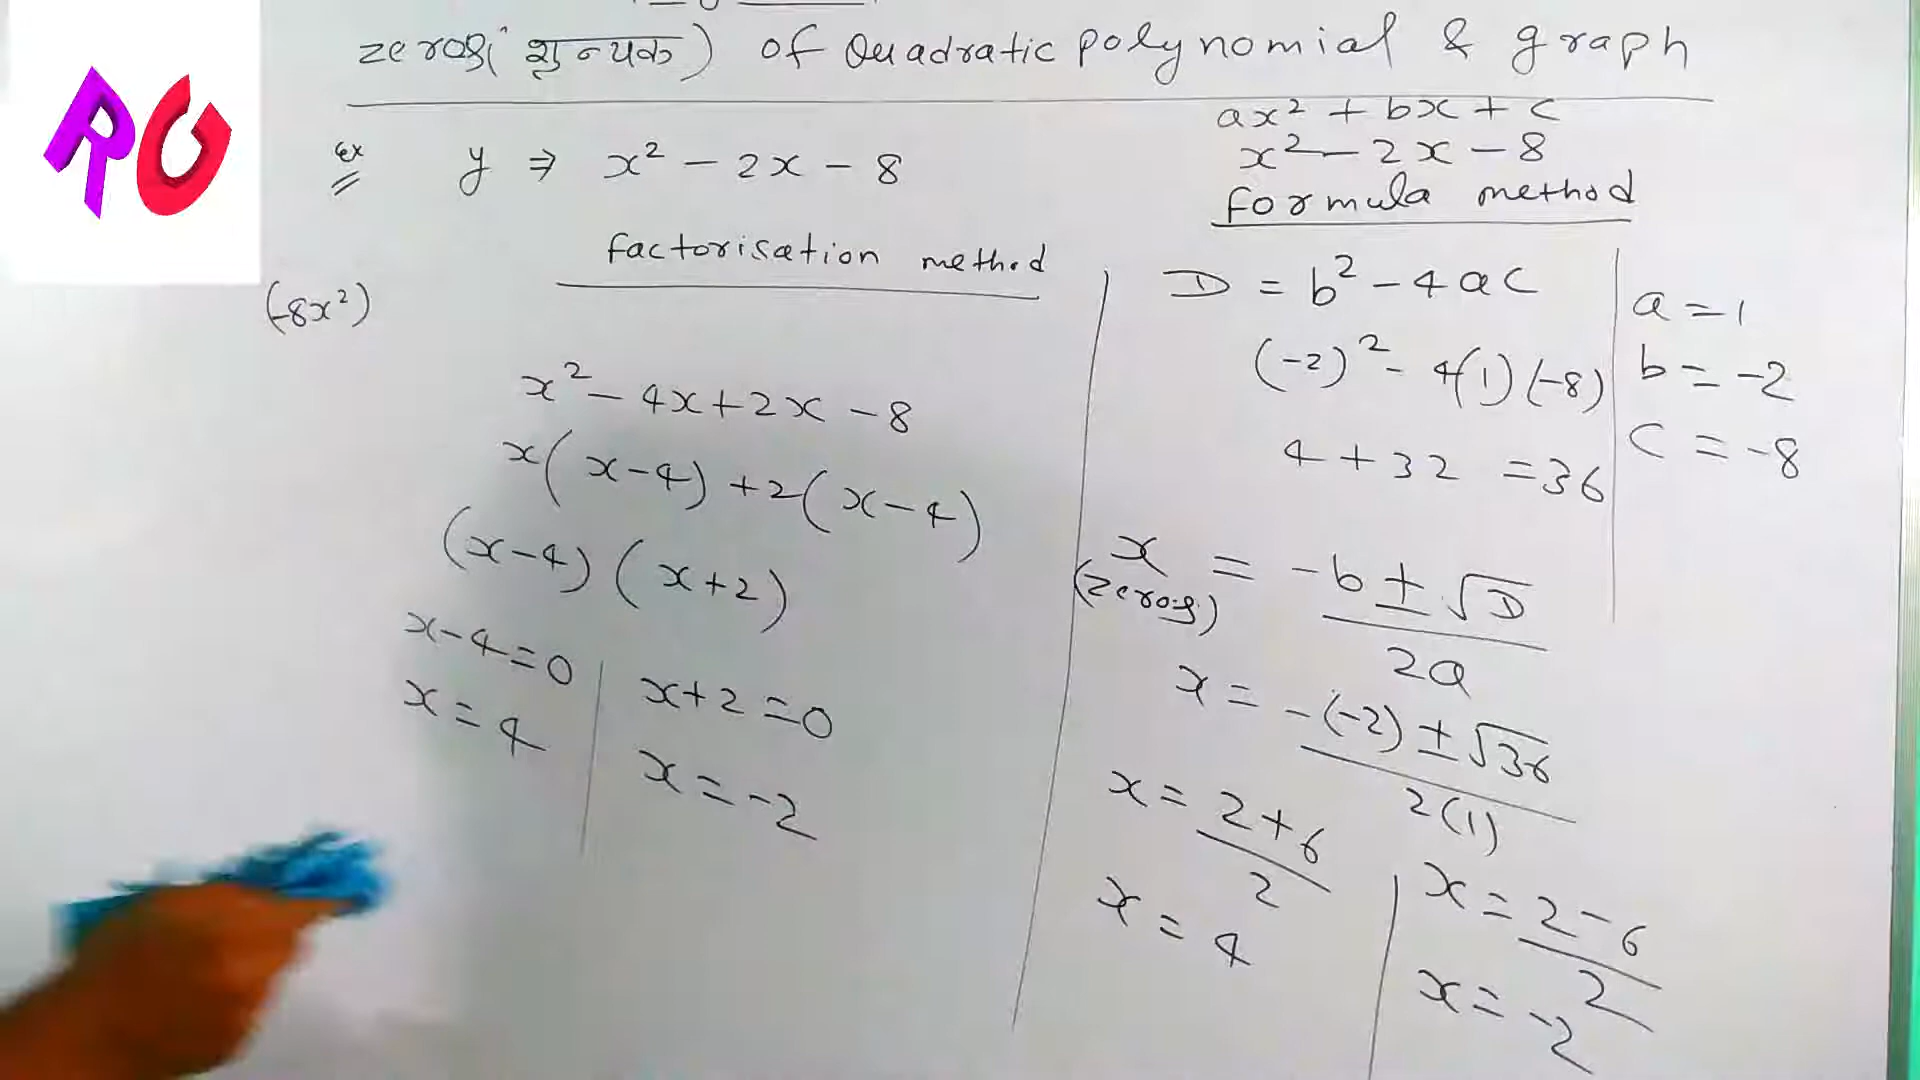 zeros( शुन्यक ) of Quadratic polynomial & graph
Ex y ⇒ x² - 2x - 8
factorisation method
(-8x²)
x² - 4x + 2x - 8
x(x-4) + 2(x-4)
(x-4)(x+2)
x-4=0 | x+2=0
x=4 | x=-2
ax² + bx + c
x² - 2x - 8
formula method
D = b² - 4ac
a = 1
(-2)² - 4(1)(-8)
b = -2
4 + 32 = 36
c = -8
x = -b ± √D / 2a
(zeros)
x = -(-2) ± √36 / 2(1)
x = 2+6 / 2 | x = 2-6 / 2
x = 4 | x = -2
RG